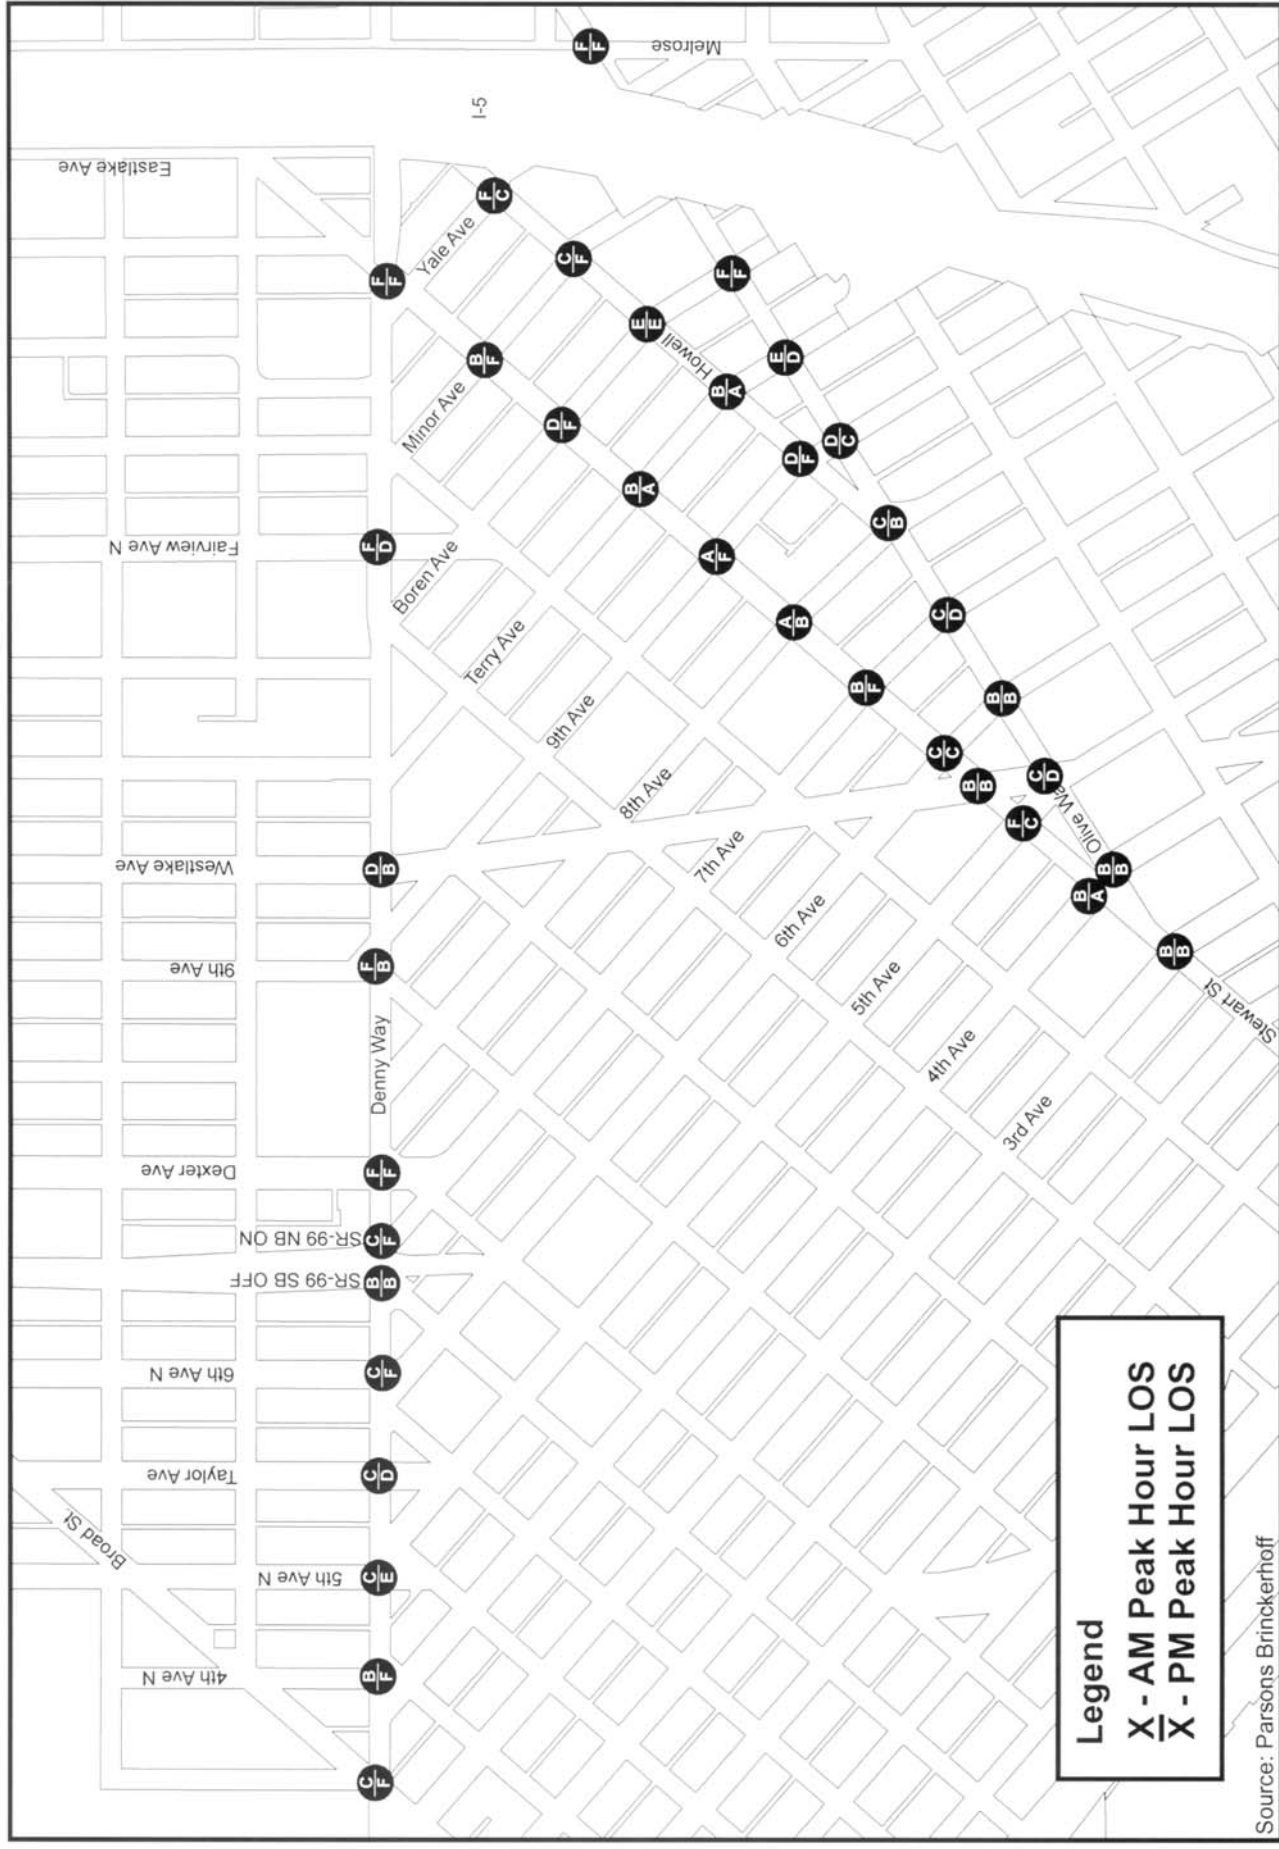 Broad St
4th Ave N
5th Ave N
Taylor Ave
6th Ave N
SR-99 SB OFF
SR-99 NB ON
Dexter Ave
9th Ave
Westlake Ave
Fairview Ave N
Eastlake Ave
I-5
Melrose
Denny Way
C
F
B
F
C
E
C
D
C
F
B
B
C
F
F
F
F
B
D
B
F
D
F
F
F
F
Yale Ave
Minor Ave
Boren Ave
Terry Ave
9th Ave
8th Ave
7th Ave
6th Ave
5th Ave
4th Ave
3rd Ave
F
C
C
F
E
E
Howell
B
A
D
F
B
F
D
F
B
A
A
F
A
B
B
F
C
C
B
B
F
C
B
A
B
B
F
F
E
D
D
C
C
B
C
D
B
B
C
D
B
B
Olive Wa
Stewart St
Legend
X - AM Peak Hour LOS
X - PM Peak Hour LOS
Source: Parsons Brinckerhoff